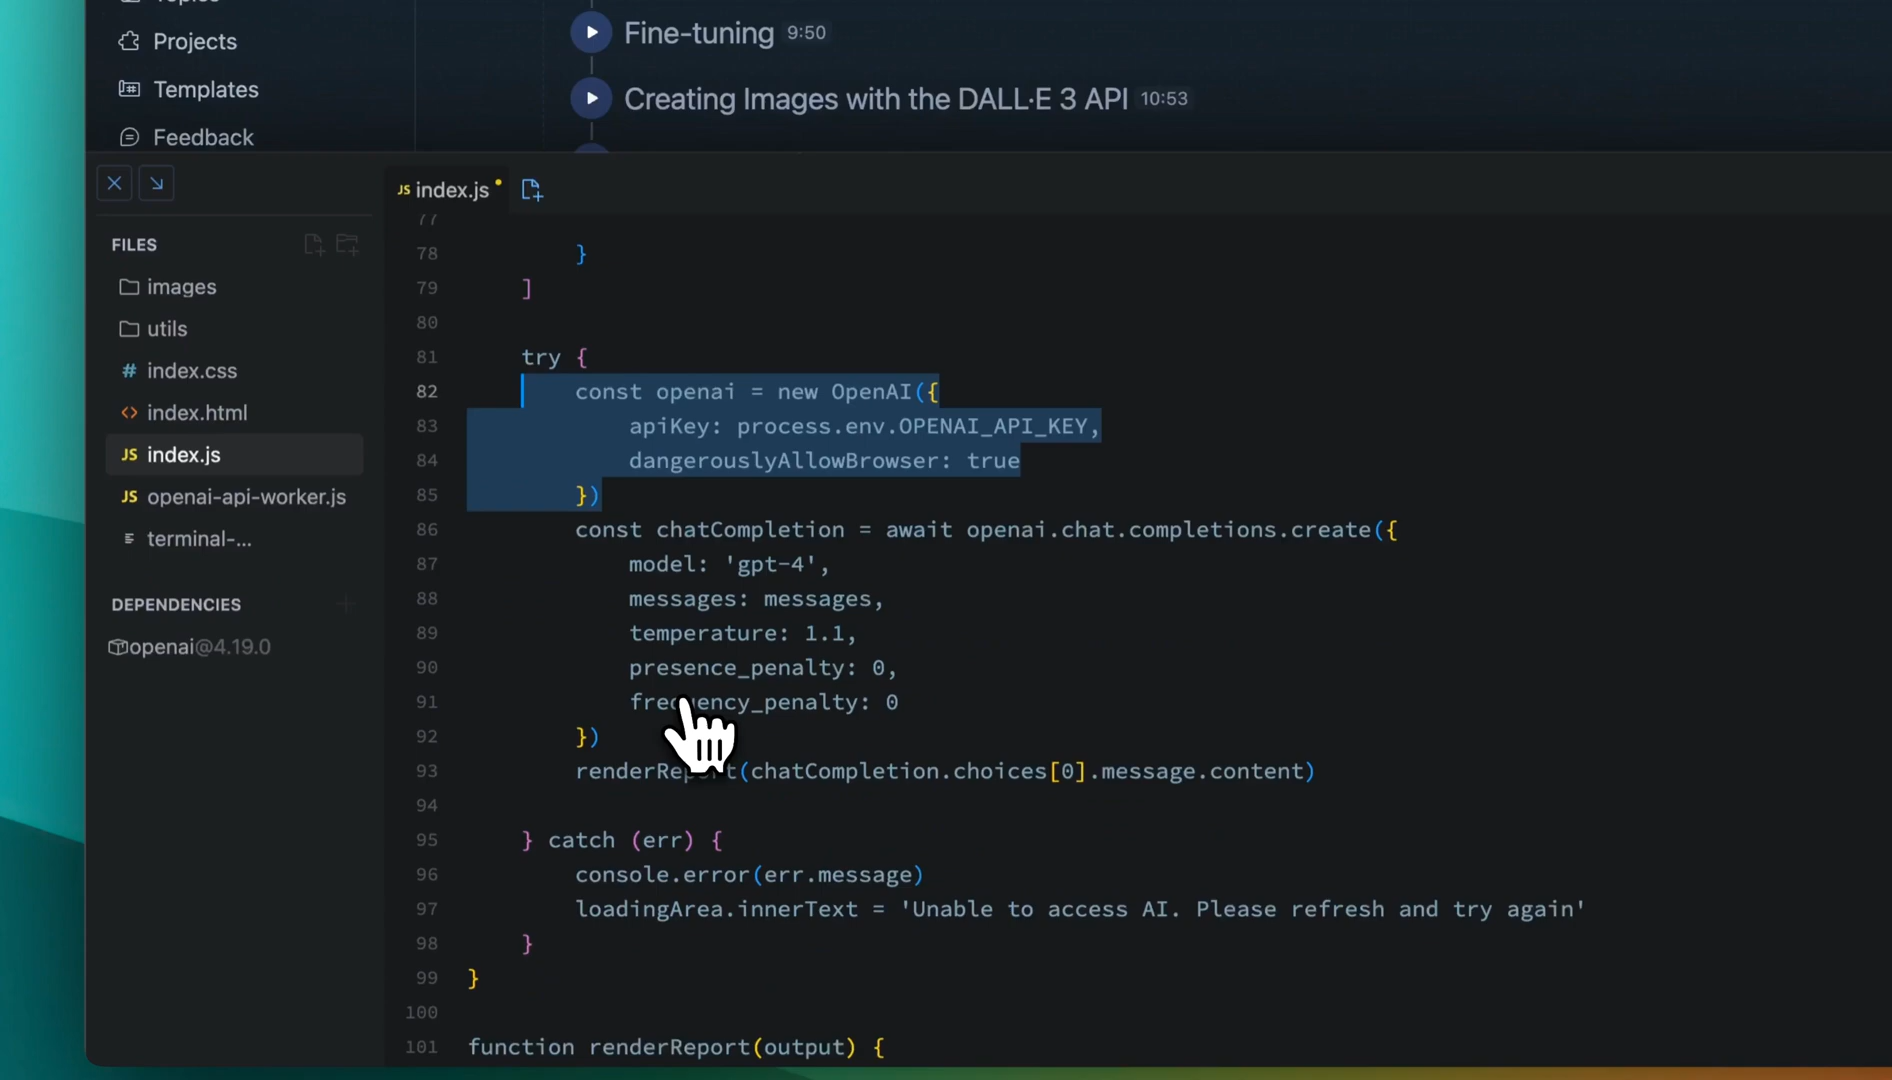 Projects
Templates
Feedback
Fine-tuning 9:50
Creating Images with the DALL·E 3 API 10:53
JS index.js
FILES
images
utils
# index.css
<> index.html
JS index.js
JS openai-api-worker.js
terminal-...
DEPENDENCIES
openai@4.19.0
77
78 }
79 ]
80
81 try {
82 const openai = new OpenAI({
83 apiKey: process.env.OPENAI_API_KEY,
84 dangerouslyAllowBrowser: true
85 })
86 const chatCompletion = await openai.chat.completions.create({
87 model: 'gpt-4',
88 messages: messages,
89 temperature: 1.1,
90 presence_penalty: 0,
91 frequency_penalty: 0
92 })
93 renderReport(chatCompletion.choices[0].message.content)
94
95 } catch (err) {
96 console.error(err.message)
97 loadingArea.innerText = 'Unable to access AI. Please refresh and try again'
98 }
99 }
100
101 function renderReport(output) {